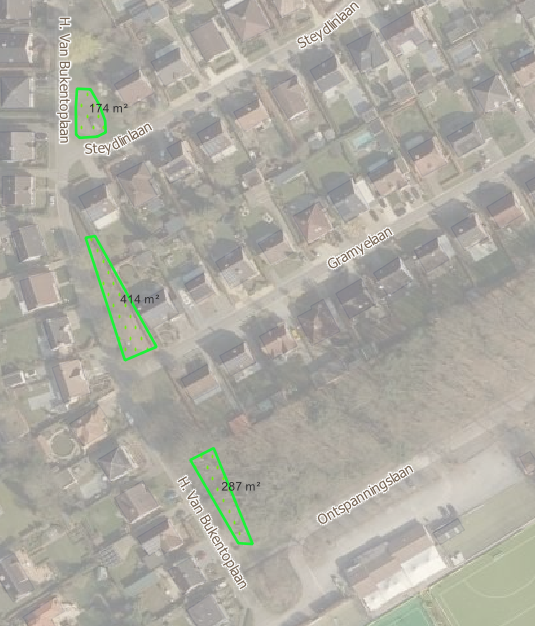 H. Van Bukentoplaan
Steydlinlaan
174 m²
Steydlinlaan
Gramyelaan
414 m²
287 m²
Ontspanningslaan
H. Van Bukentoplaan